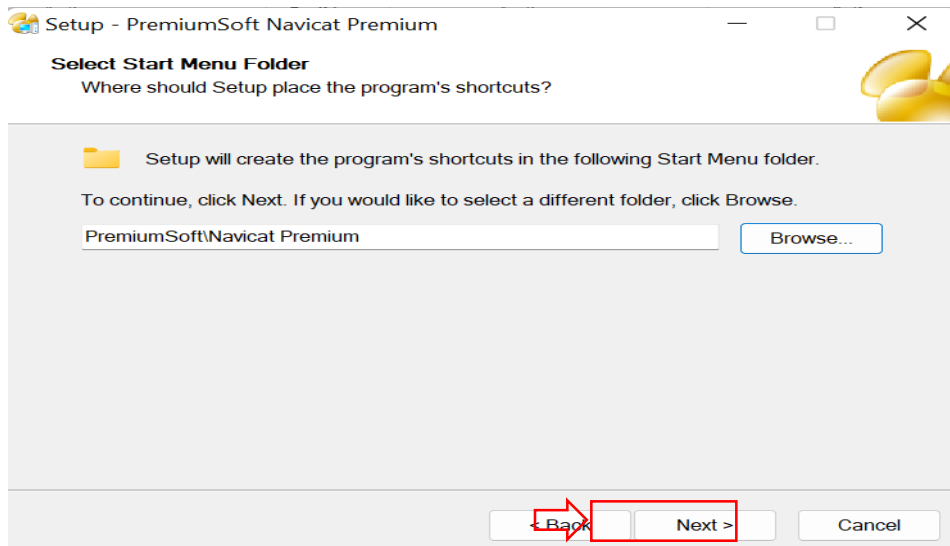 Setup - PremiumSoft Navicat Premium
Select Start Menu Folder
Where should Setup place the program's shortcuts?
Setup will create the program's shortcuts in the following Start Menu folder.
To continue, click Next. If you would like to select a different folder, click Browse.
PremiumSoft\Navicat Premium
Browse...
< Back
Next >
Cancel